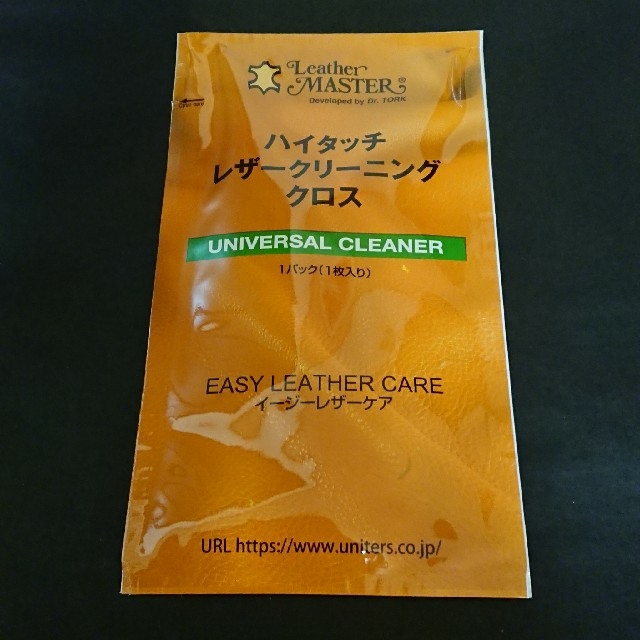 Leather
MASTER®
Developed by Dr. TORK
ハイタッチ
レザークリーニング
クロス
UNIVERSAL CLEANER
1パック(1枚入り)
EASY LEATHER CARE
イージーレザーケア
URL https://www.uniters.co.jp/